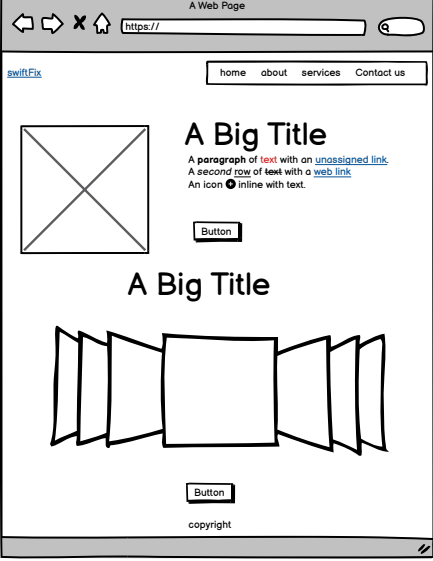 A Web Page
https://
swiftFix
home about services Contact us
A Big Title
A paragraph of text with an unassigned link.
A second row of text with a web link
An icon inline with text.
Button
A Big Title
Button
copyright